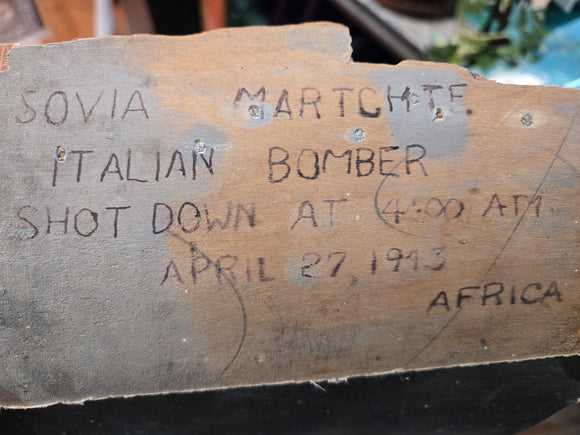 SOVIA MARTCHTE.
ITALIAN BOMBER
SHOT DOWN AT 4:00 AM.
APRIL 27, 1943
AFRICA